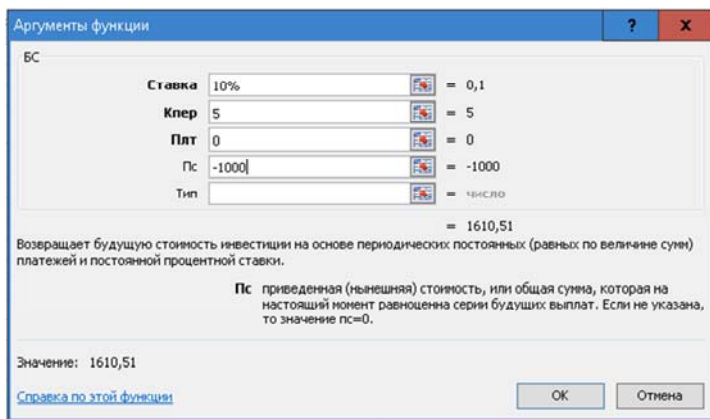 Аргументы функции ? x
БС
Ставка 10% = 0,1
Кпер 5 = 5
Плт 0 = 0
Пс -1000 = -1000
Тип = число
= 1610,51
Возвращает будущую стоимость инвестиции на основе периодических постоянных (равных по величине сумм)
платежей и постоянной процентной ставки.
Пс приведенная (нынешняя) стоимость, или общая сумма, которая на
настоящий момент равноценна серии будущих выплат. Если не указана,
то значение пс=0.
Значение: 1610,51
Справка по этой функции OK Отмена